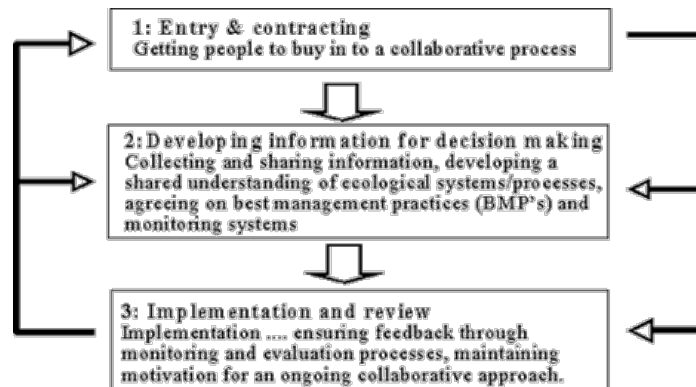 1: Entry & contracting
Getting people to buy in to a collaborative process
2: Developing information for decision making
Collecting and sharing information, developing a
shared understanding of ecological systems/processes,
agreeing on best management practices (BMP's) and
monitoring systems
3: Implementation and review
Implementation .... ensuring feedback through
monitoring and evaluation processes, maintaining
motivation for an ongoing collaborative approach.